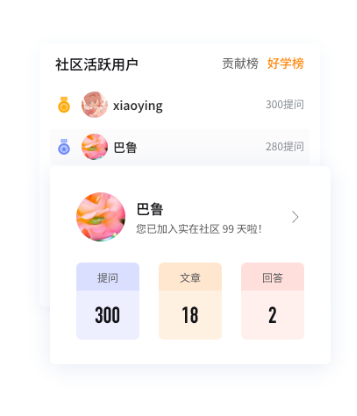 社区活跃用户 贡献榜 好学榜
xiaoying 300提问
巴鲁 280提问
巴鲁
您已加入实在社区 99 天啦！
提问 文章 回答
300 18 2